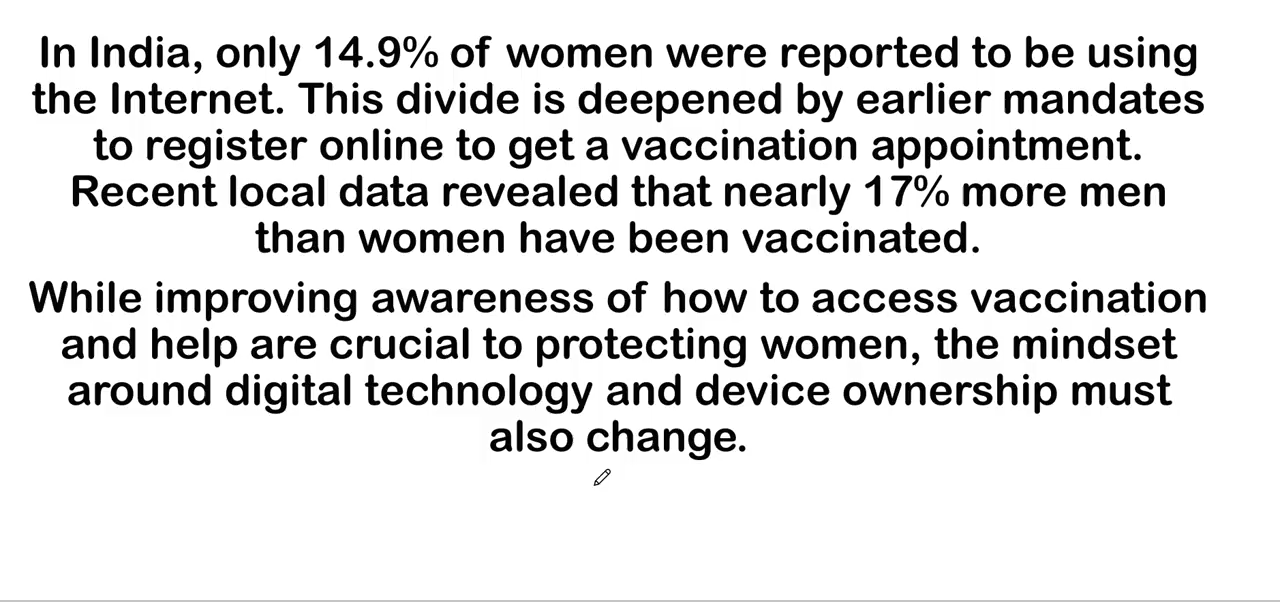 In India, only 14.9% of women were reported to be using
the Internet. This divide is deepened by earlier mandates
to register online to get a vaccination appointment.
Recent local data revealed that nearly 17% more men
than women have been vaccinated.
While improving awareness of how to access vaccination
and help are crucial to protecting women, the mindset
around digital technology and device ownership must
also change.